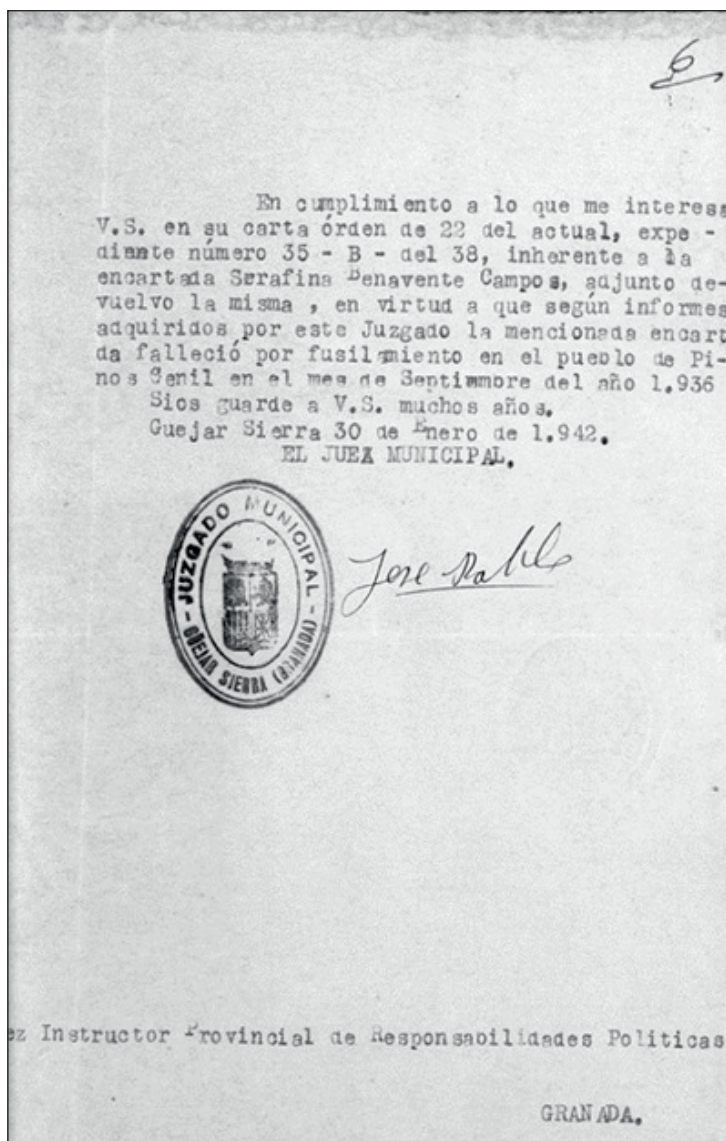 6
En cumplimiento a lo que me interesa
V.S. en su carta órden de 22 del actual, expe -
diente número 35 - B - del 38, inherente a la
encartada Serafina Benavente Campos, adjunto de-
vuelvo la misma , en virtud a que según informes
adquiridos por este Juzgado la mencionada encart
da falleció por fusilamiento en el pueblo de Pi-
nos Genil en el mes de Septimmore del año 1.936
Sios guarde a V.S. muchos años.
Guejar Sierra 30 de Enero de 1.942.
EL JUEA MUNICIPAL.
- JUZGADO MUNICIPAL -
GÜEJAR SIERRA (GRANADA)
Jose
ez Instructor Provincial de Responsabilidades Politicas
GRANADA.